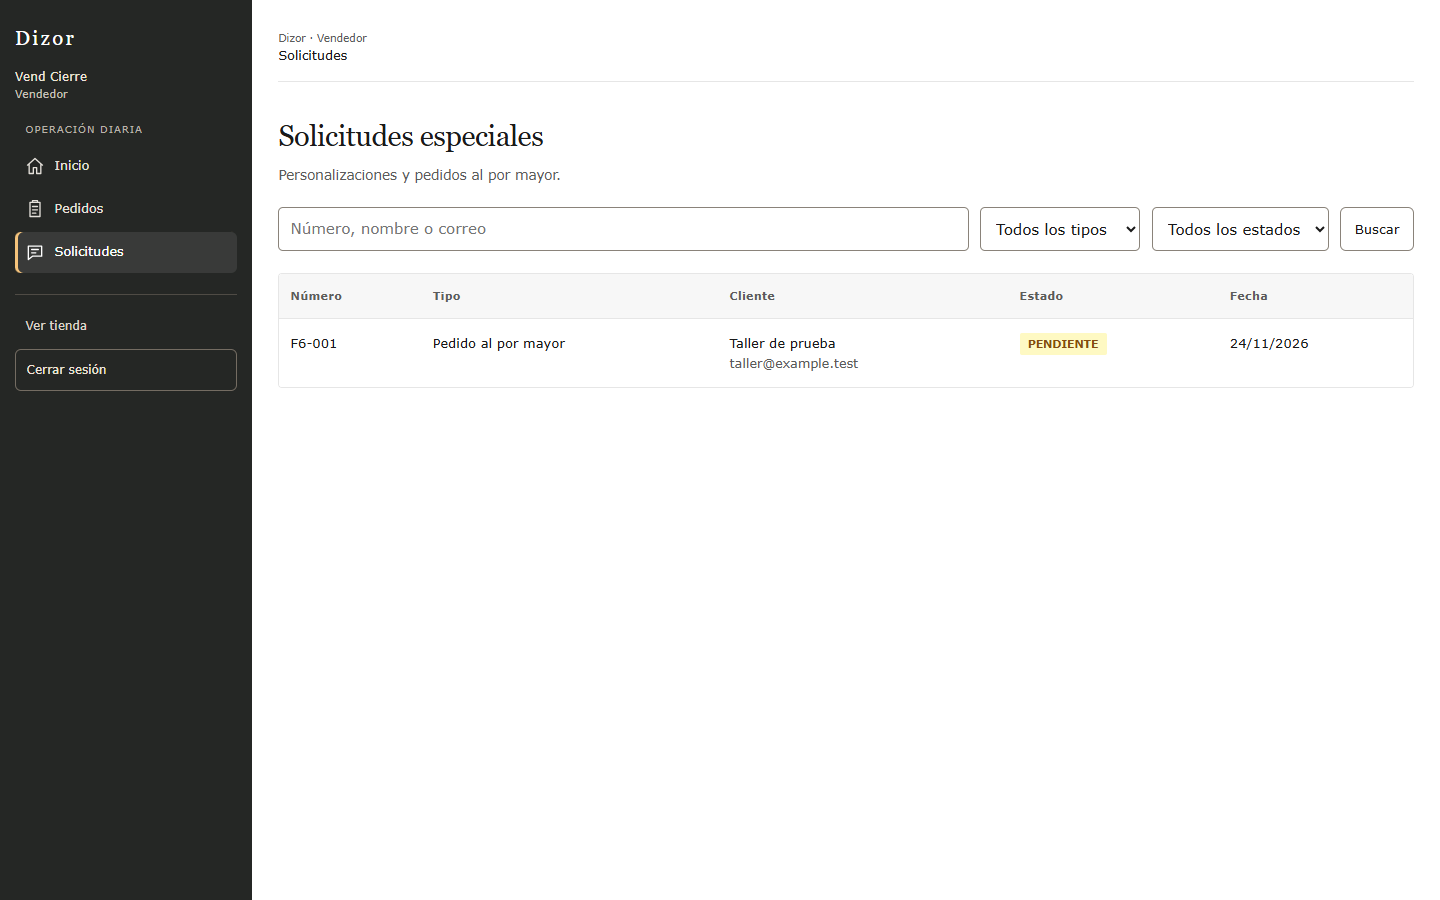 Dizor
Vend Cierre
Vendedor
OPERACIÓN DIARIA
Inicio
Pedidos
Solicitudes
Ver tienda
Cerrar sesión
Dizor · Vendedor
Solicitudes
Solicitudes especiales
Personalizaciones y pedidos al por mayor.
Número, nombre o correo Todos los tipos Todos los estados Buscar
Número Tipo Cliente Estado Fecha
F6-001 Pedido al por mayor Taller de prueba PENDIENTE 24/11/2026
taller@example.test